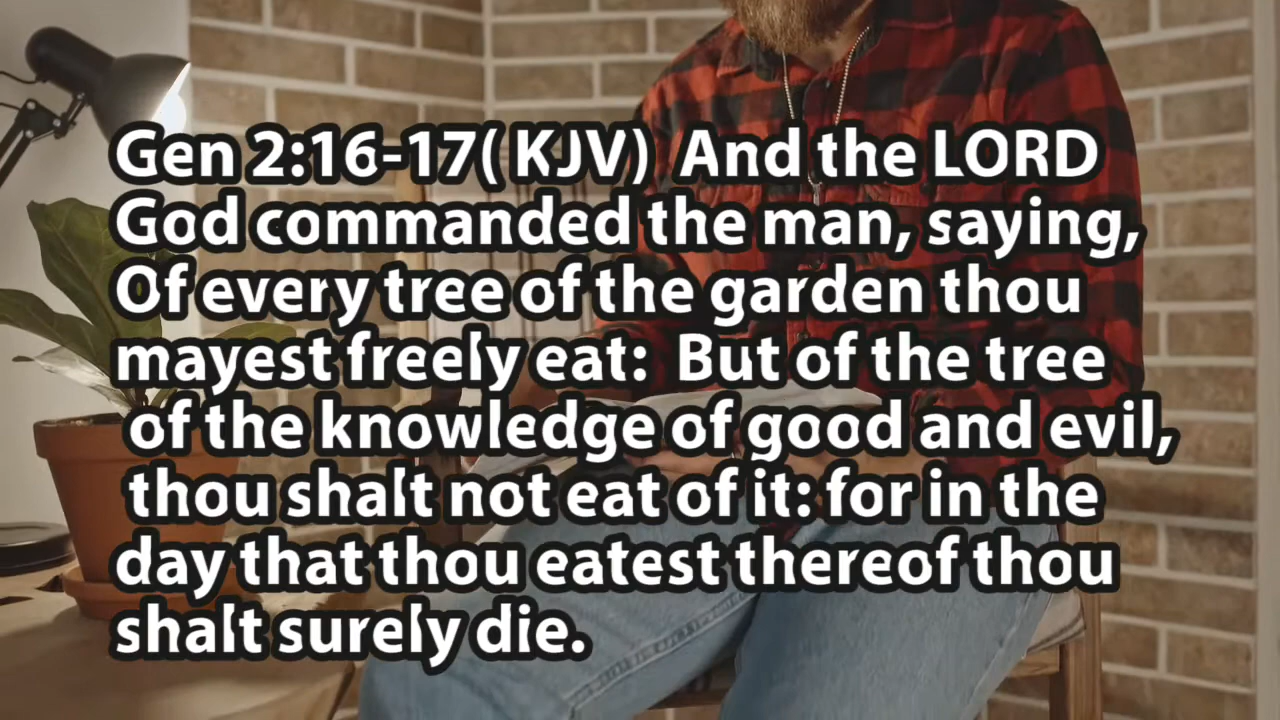 Gen 2:16-17( KJV)  And the LORD
God commanded the man, saying,
Of every tree of the garden thou
mayest freely eat:  But of the tree
of the knowledge of good and evil,
thou shalt not eat of it: for in the
day that thou eatest thereof thou
shalt surely die.